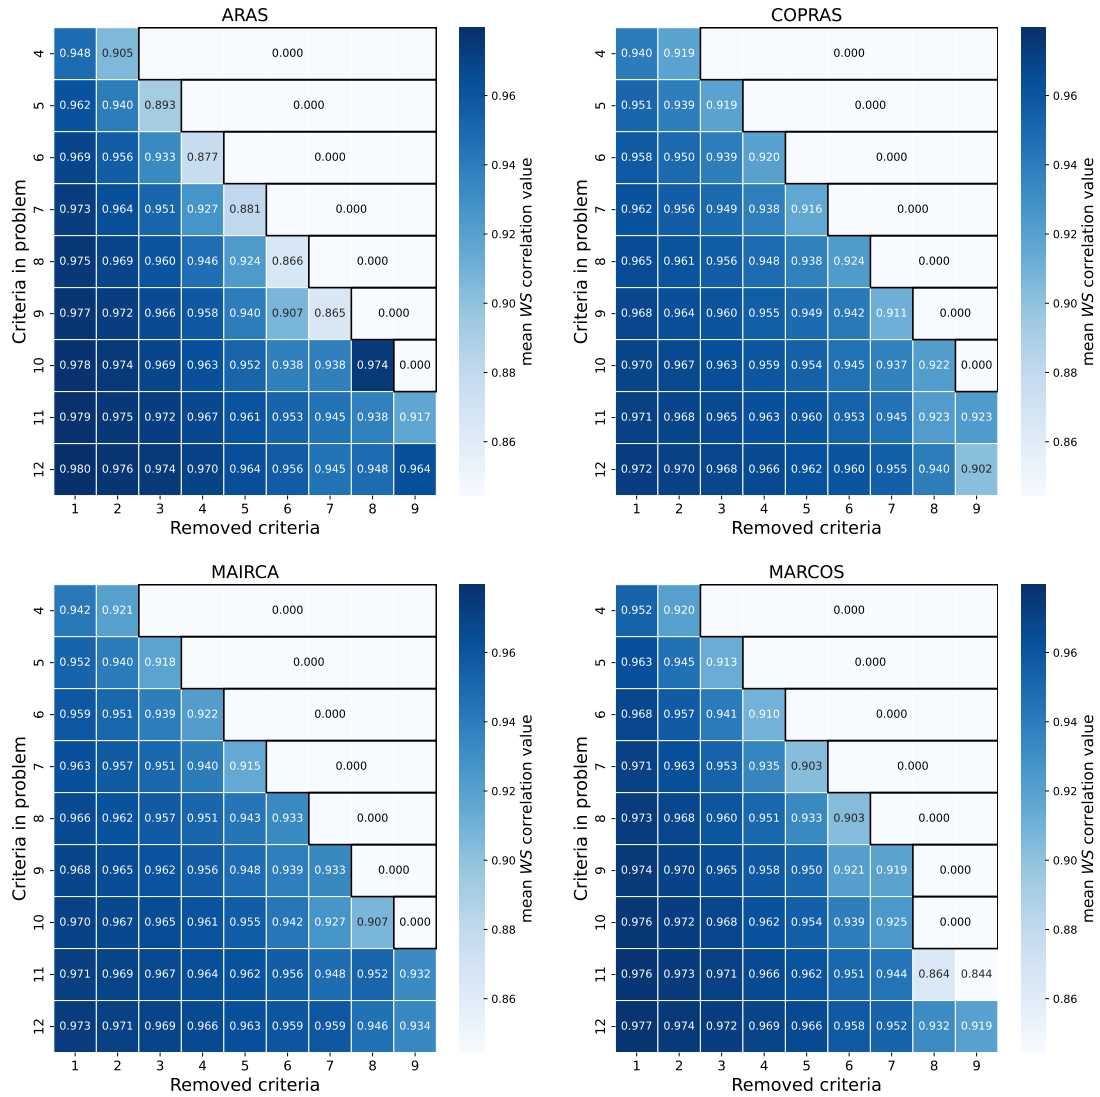 ARAS
4 0.948 0.905 0.000
5 0.962 0.940 0.893 0.000
6 0.969 0.956 0.933 0.877 0.000
7 0.973 0.964 0.951 0.927 0.881 0.000
8 0.975 0.969 0.960 0.946 0.924 0.866 0.000
9 0.977 0.972 0.966 0.958 0.940 0.907 0.865 0.000
10 0.978 0.974 0.969 0.963 0.952 0.938 0.938 0.974 0.000
11 0.979 0.975 0.972 0.967 0.961 0.953 0.945 0.938 0.917
12 0.980 0.976 0.974 0.970 0.964 0.956 0.945 0.948 0.964
1 2 3 4 5 6 7 8 9
Removed criteria
Criteria in problem
0.96
0.94
0.92
0.90
0.88
0.86
mean WS correlation value
COPRAS
4 0.940 0.919 0.000
5 0.951 0.939 0.919 0.000
6 0.958 0.950 0.939 0.920 0.000
7 0.962 0.956 0.949 0.938 0.916 0.000
8 0.965 0.961 0.956 0.948 0.938 0.924 0.000
9 0.968 0.964 0.960 0.955 0.949 0.942 0.911 0.000
10 0.970 0.967 0.963 0.959 0.954 0.945 0.937 0.922 0.000
11 0.971 0.968 0.965 0.963 0.960 0.953 0.945 0.923 0.923
12 0.972 0.970 0.968 0.966 0.962 0.960 0.955 0.940 0.902
1 2 3 4 5 6 7 8 9
Removed criteria
Criteria in problem
0.96
0.94
0.92
0.90
0.88
0.86
mean WS correlation value
MAIRCA
4 0.942 0.921 0.000
5 0.952 0.940 0.918 0.000
6 0.959 0.951 0.939 0.922 0.000
7 0.963 0.957 0.951 0.940 0.915 0.000
8 0.966 0.962 0.957 0.951 0.943 0.933 0.000
9 0.968 0.965 0.962 0.956 0.948 0.939 0.933 0.000
10 0.970 0.967 0.965 0.961 0.955 0.942 0.927 0.907 0.000
11 0.971 0.969 0.967 0.964 0.962 0.956 0.948 0.952 0.932
12 0.973 0.971 0.969 0.966 0.963 0.959 0.959 0.946 0.934
1 2 3 4 5 6 7 8 9
Removed criteria
Criteria in problem
0.96
0.94
0.92
0.90
0.88
0.86
mean WS correlation value
MARCOS
4 0.952 0.920 0.000
5 0.963 0.945 0.913 0.000
6 0.968 0.957 0.941 0.910 0.000
7 0.971 0.963 0.953 0.935 0.903 0.000
8 0.973 0.968 0.960 0.951 0.933 0.903 0.000
9 0.974 0.970 0.965 0.958 0.950 0.921 0.919 0.000
10 0.976 0.972 0.968 0.962 0.954 0.939 0.925 0.000
11 0.976 0.973 0.971 0.966 0.962 0.951 0.944 0.864 0.844
12 0.977 0.974 0.972 0.969 0.966 0.958 0.952 0.932 0.919
1 2 3 4 5 6 7 8 9
Removed criteria
Criteria in problem
0.96
0.94
0.92
0.90
0.88
0.86
mean WS correlation value